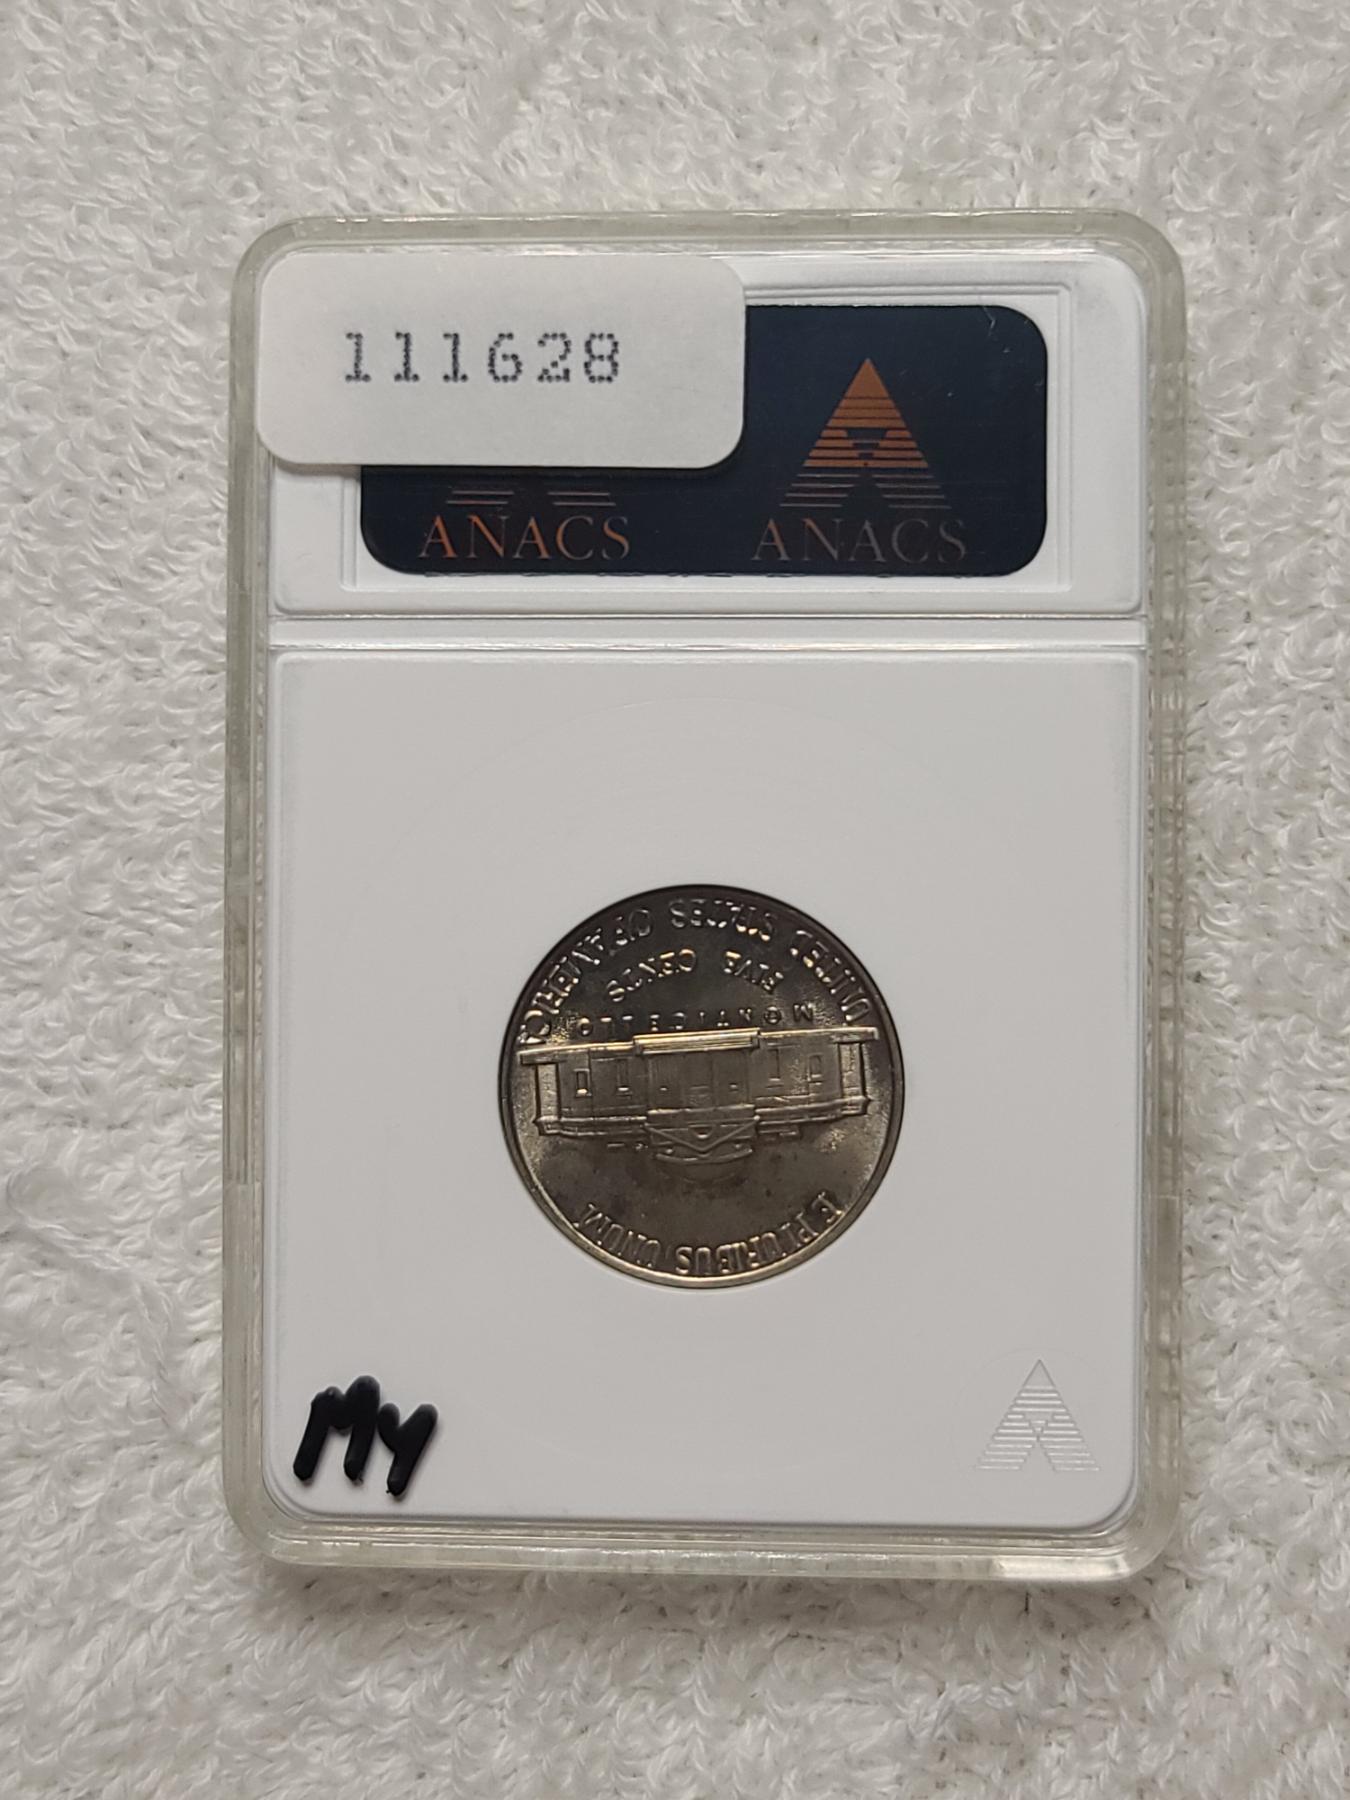 111628
ANACS ANACS
UNITED STATES OF AMERICA
FIVE CENTS
MONTICELLO
E PLURIBUS UNUM
My